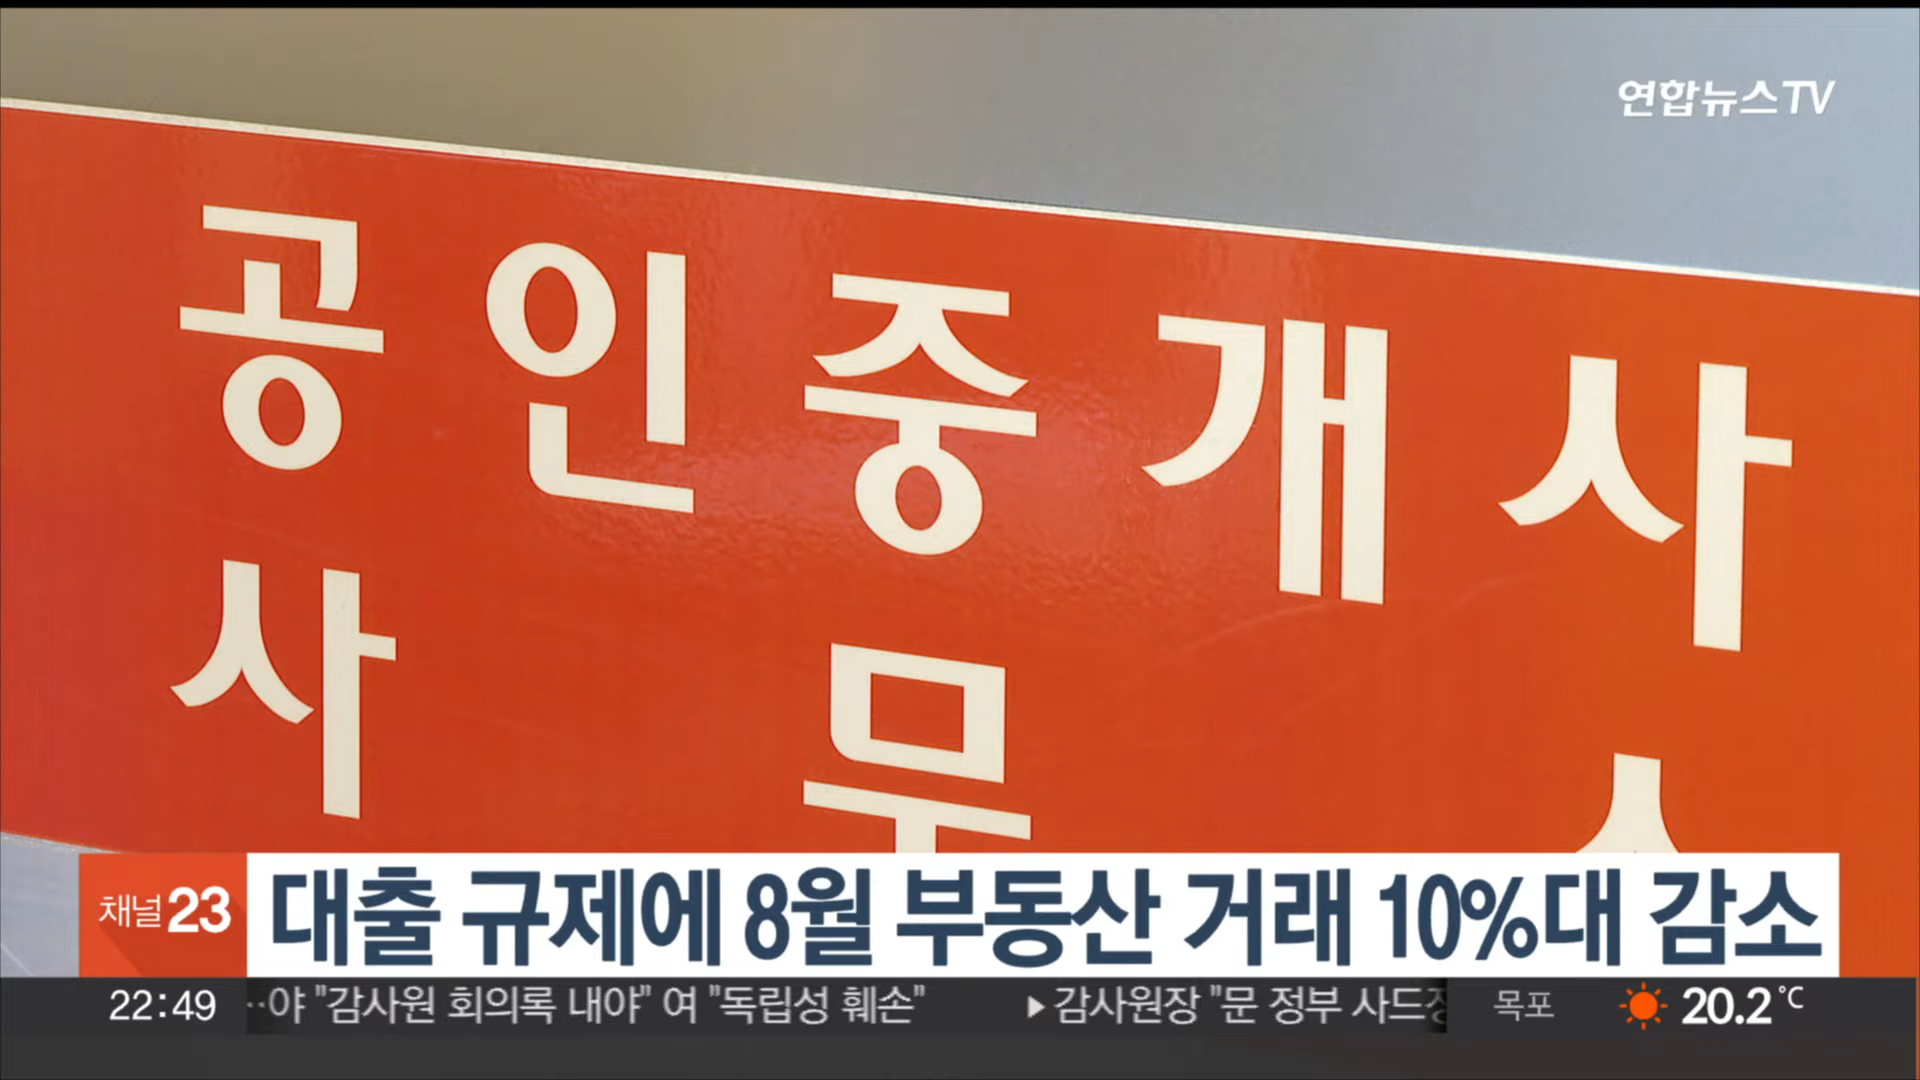 연합뉴스TV
공인중개사
사무소
채널23
대출 규제에 8월 부동산 거래 10%대 감소
22:49
··야 "감사원 회의록 내야" 여 "독립성 훼손"
▶감사원장 "문 정부 사드
목포
20.2℃